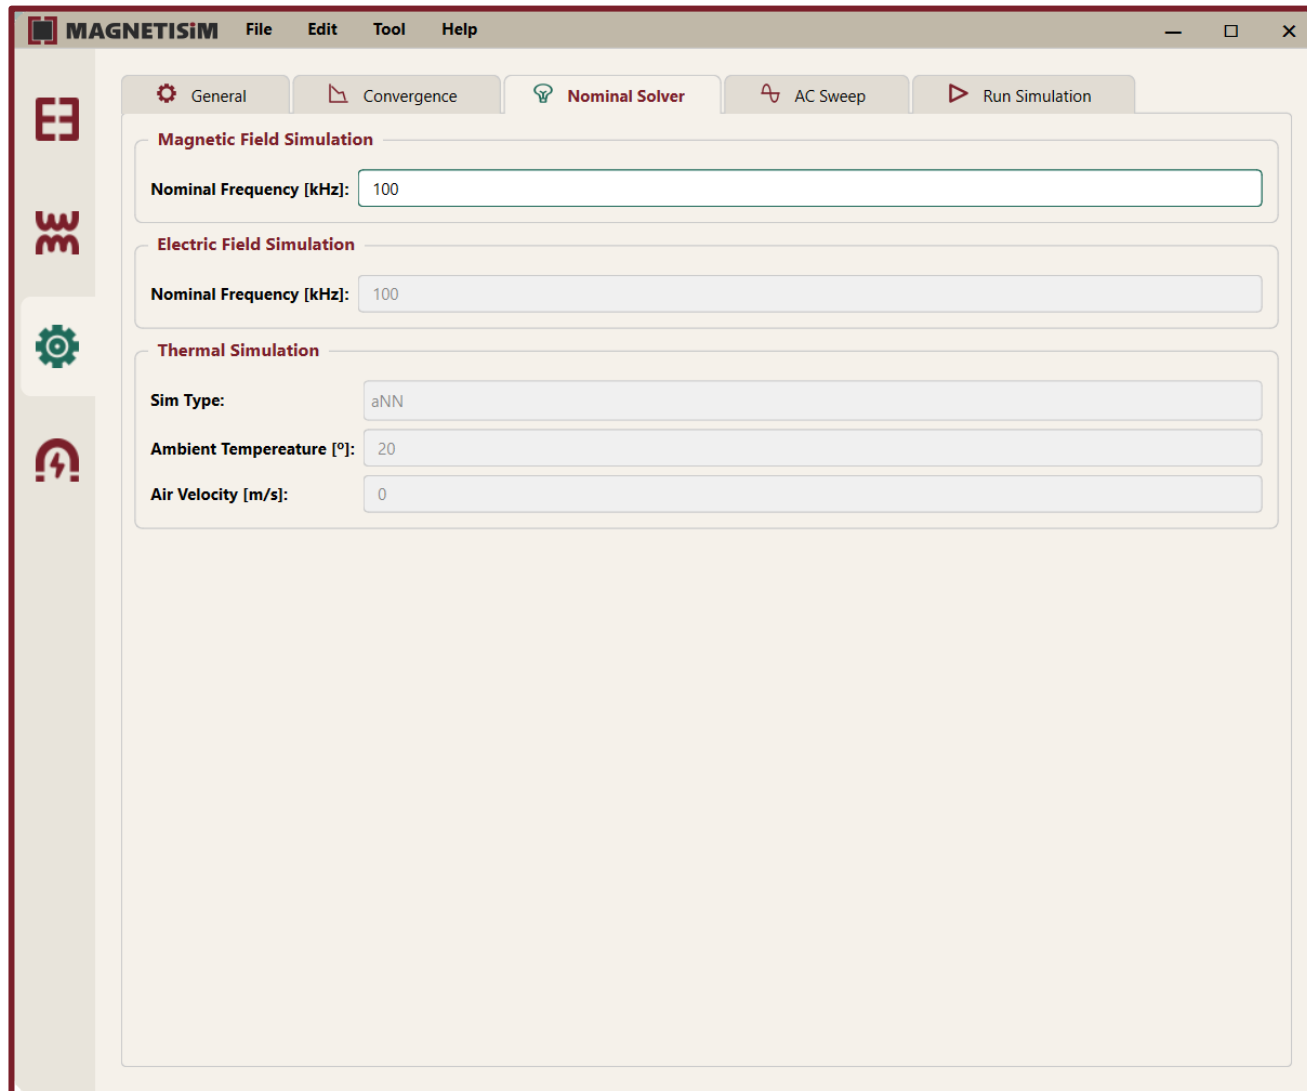 MAGNETISiM File Edit Tool Help
General Convergence Nominal Solver AC Sweep Run Simulation
Magnetic Field Simulation
Nominal Frequency [kHz]: 100
Electric Field Simulation
Nominal Frequency [kHz]: 100
Thermal Simulation
Sim Type: aNN
Ambient Tempereature [º]: 20
Air Velocity [m/s]: 0